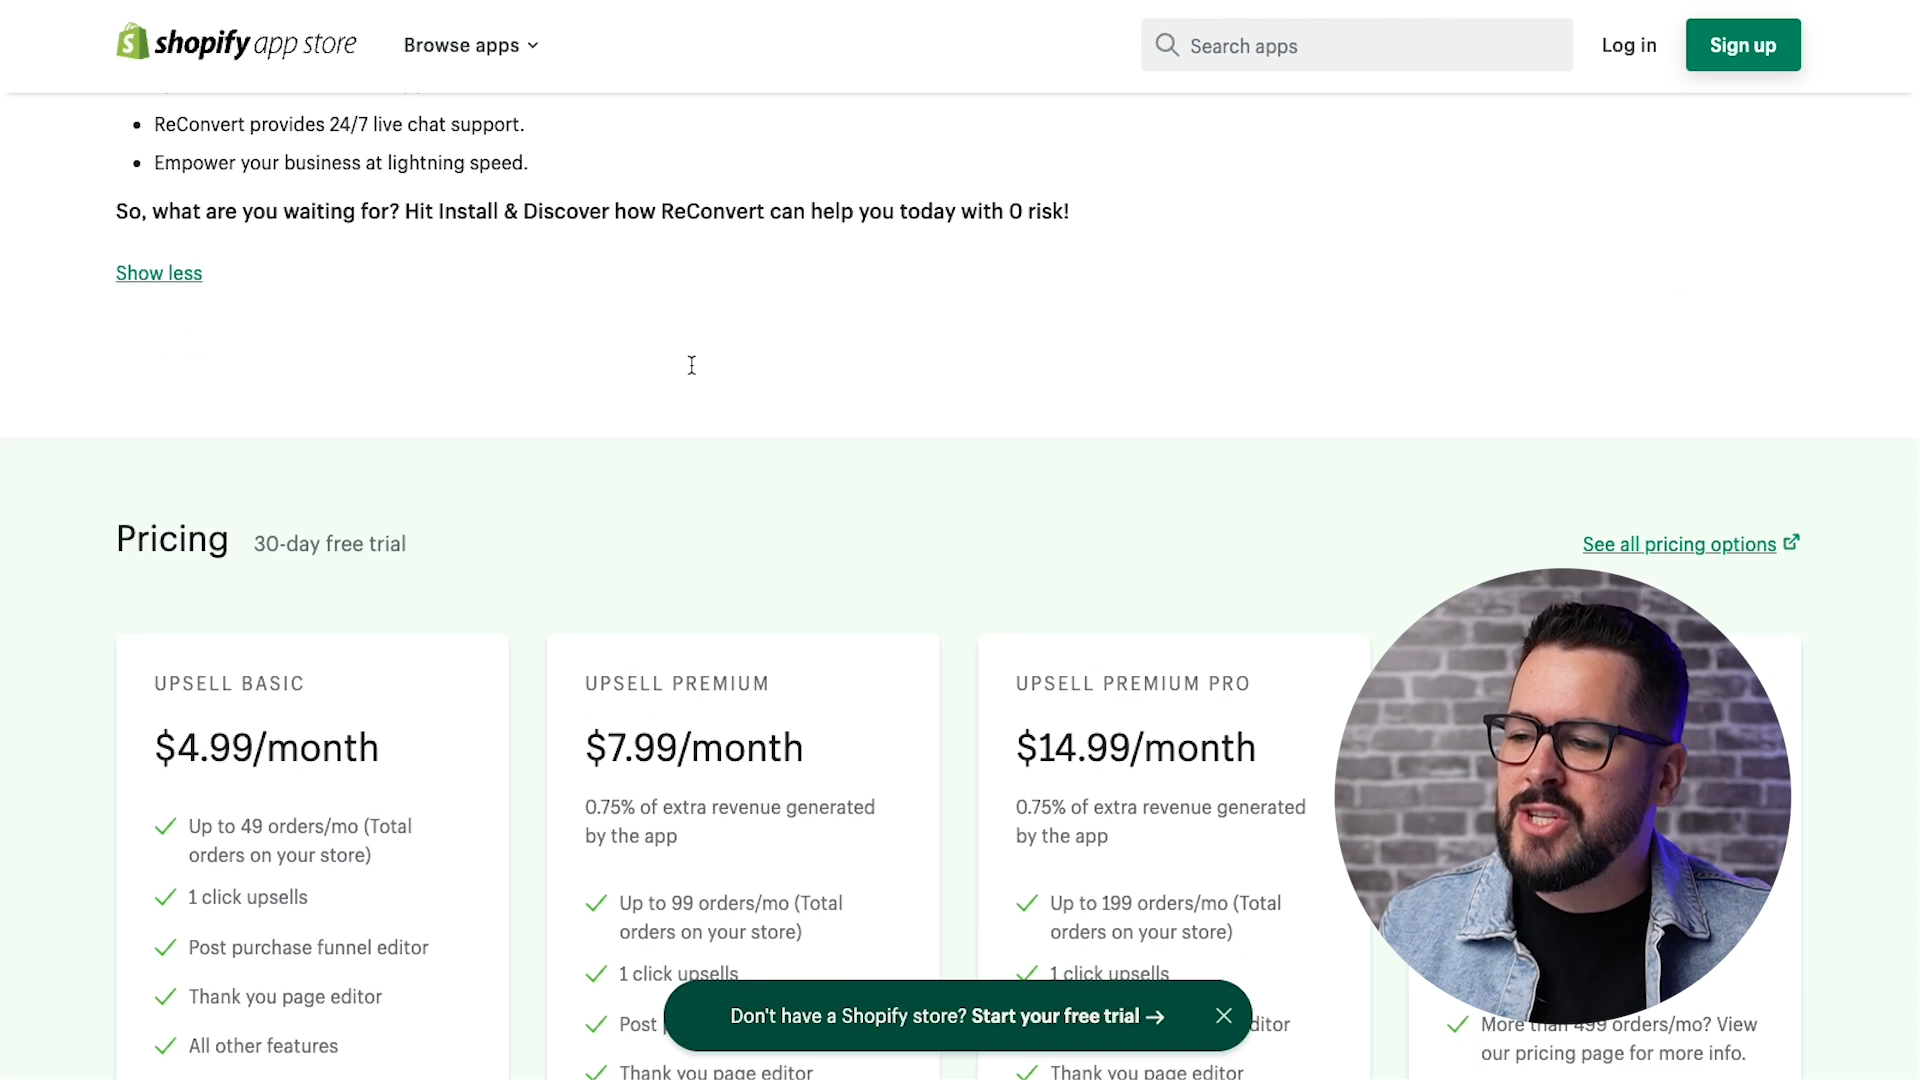 shopify app store
Browse apps
Search apps
Log in
Sign up
ReConvert provides 24/7 live chat support.
Empower your business at lightning speed.
So, what are you waiting for? Hit Install & Discover how ReConvert can help you today with 0 risk!
Show less
Pricing
30-day free trial
See all pricing options
UPSELL BASIC
$4.99/month
Up to 49 orders/mo (Total
orders on your store)
1 click upsells
Post purchase funnel editor
Thank you page editor
All other features
UPSELL PREMIUM
$7.99/month
0.75% of extra revenue generated
by the app
Up to 99 orders/mo (Total
orders on your store)
1 click upsells
Post
Thank you page editor
UPSELL PREMIUM PRO
$14.99/month
0.75% of extra revenue generated
by the app
Up to 199 orders/mo (Total
orders on your store)
1 click upsells
ditor
Thank you page editor
More than 499 orders/mo? View
our pricing page for more info.
Don't have a Shopify store? Start your free trial →